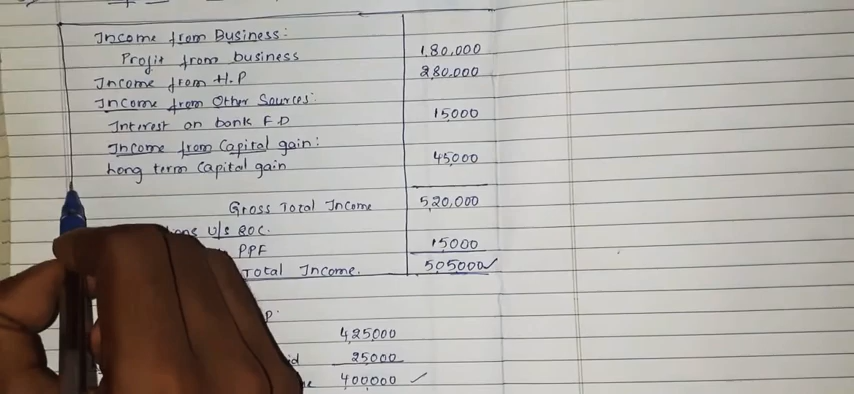 Income from Business:
Profit from business 1,80,000
Income from H.P 2,80,000
Income from Other Sources:
Interest on bank F.D 15000
Income from Capital gain:
Long term Capital gain 45,000
Gross Total Income 5,20,000
U/s 80C.
PPF 15000
Total Income. 505000✓
P.
4,25,000
25000
400000 ✓